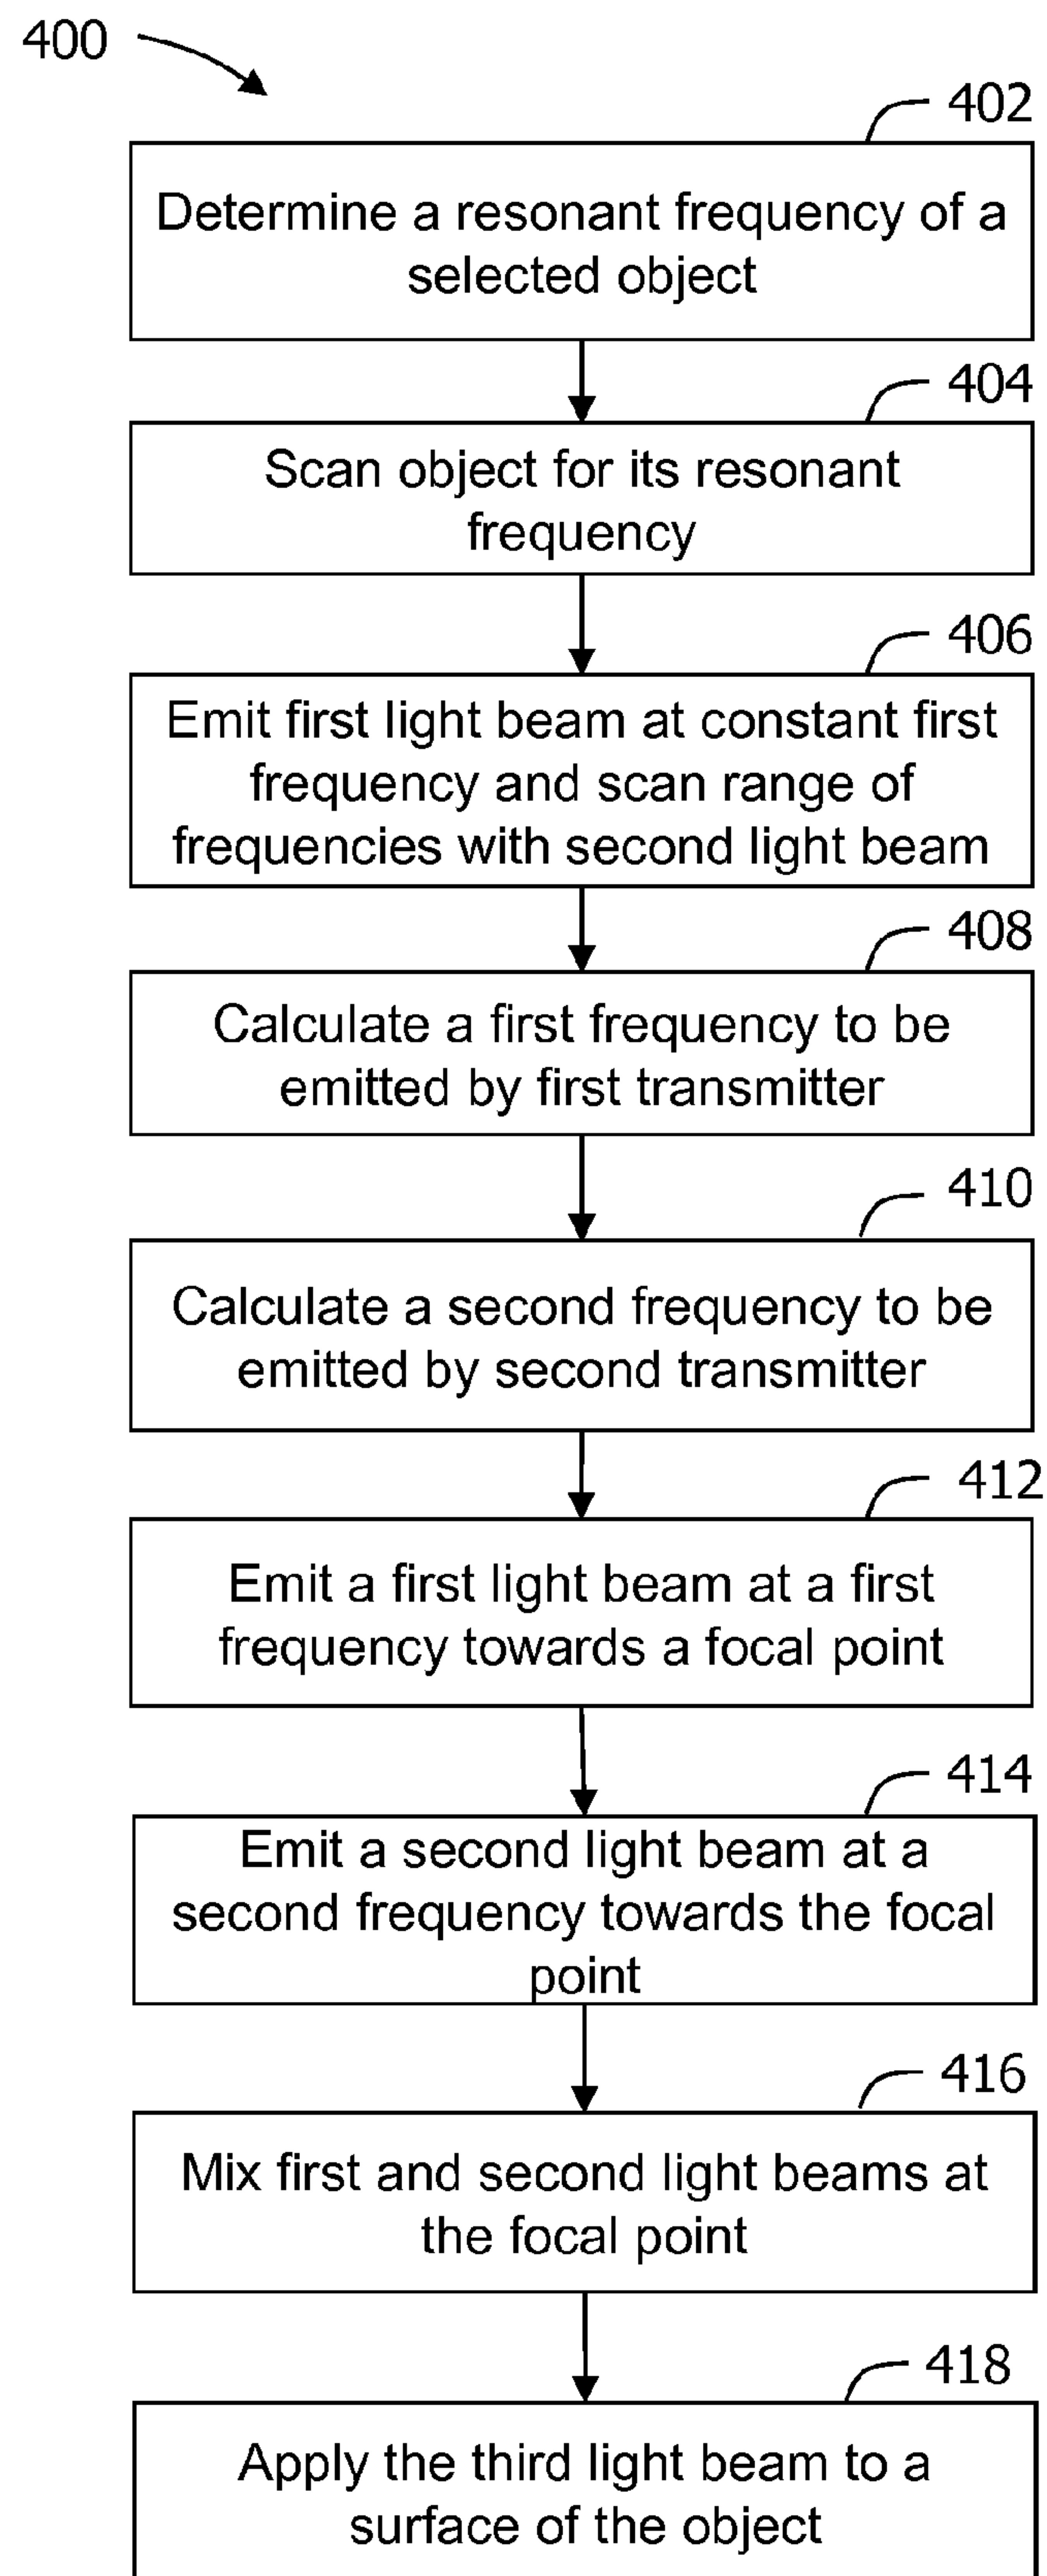 400
402
Determine a resonant frequency of a
selected object
404
Scan object for its resonant
frequency
406
Emit first light beam at constant first
frequency and scan range of
frequencies with second light beam
408
Calculate a first frequency to be
emitted by first transmitter
410
Calculate a second frequency to be
emitted by second transmitter
412
Emit a first light beam at a first
frequency towards a focal point
414
Emit a second light beam at a
second frequency towards the focal
point
416
Mix first and second light beams at
the focal point
418
Apply the third light beam to a
surface of the object